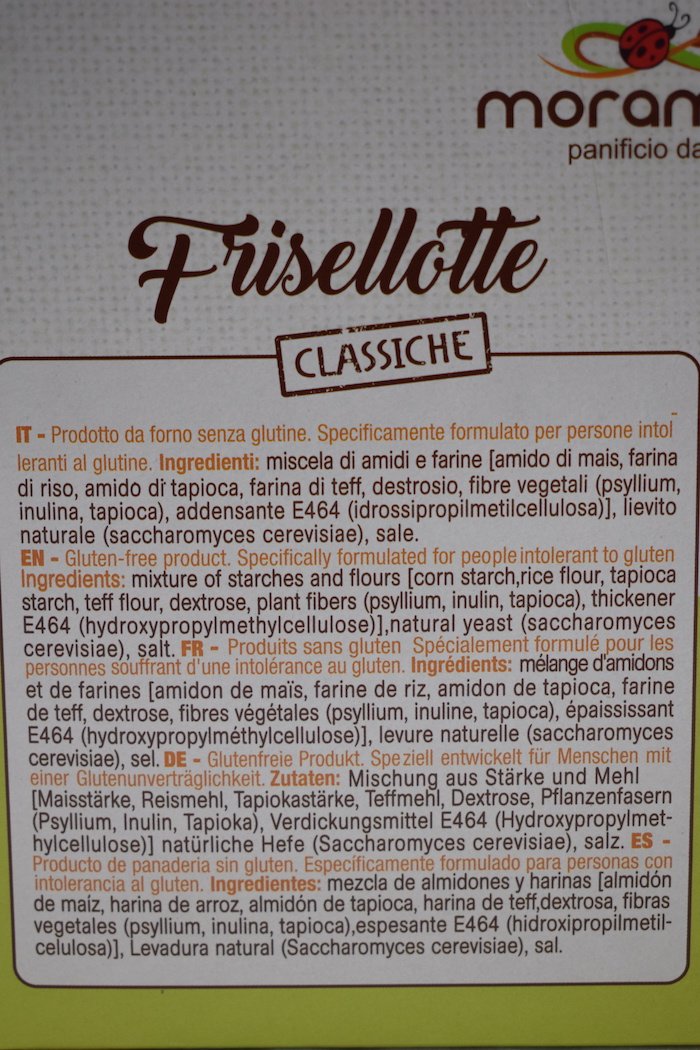 panificio
Frisellotte
CLASSICHE
IT - Prodotto da forno senza glutine. Specificamente formulato per persone intol
leranti al glutine. Ingredienti: miscela di amidi e farine [amido di mais, farina
di riso, amido di tapioca, farina di teff, destrosio, fibre vegetali (psyllium,
inulina, tapioca), addensante E464 (idrossipropilmetilcellulosa)], lievito
naturale (saccharomyces cerevisiae), sale.
EN - Gluten-free product. Specifically formulated for people intolerant to gluten
Ingredients: mixture of starches and flours [corn starch,rice flour, tapioca
starch, teff flour, dextrose, plant fibers (psyllium, inulin, tapioca), thickener
E464 (hydroxypropylmethylcellulose)],natural yeast (saccharomyces
cerevisiae), salt. FR - Produits sans gluten Spécialement formulé pour les
personnes souffrant d'une intolérance au gluten. Ingrédients: mélange d'amidons
et de farines [amidon de maïs, farine de riz, amidon de tapioca, farine
de teff, dextrose, fibres végétales (psyllium, inuline, tapioca), épaississant
E464 (hydroxypropylméthylcellulose)], levure naturelle (saccharomyces
cerevisiae), sel. DE - Glutenfreie Produkt. Speziell entwickelt für Menschen mit
einer Glutenunverträglichkeit. Zutaten: Mischung aus Stärke und Mehl
[Maisstärke, Reismehl, Tapiokastärke, Teffmehl, Dextrose, Pflanzenfasern
(Psyllium, Inulin, Tapioka), Verdickungsmittel E464 (Hydroxypropylmet-
hylcellulose)] natürliche Hefe (Saccharomyces cerevisiae), salz. ES -
Producto de panaderia sin gluten. Específicamente formulado para personas con
intolerancia al gluten. Ingredientes: mezcla de almidones y harinas [almidón
de maíz, harina de arroz, almidón de tapioca, harina de teff,dextrosa, fibras
vegetales (psyllium, inulina, tapioca),espesante E464 (hidroxipropilmetil-
celulosa)], Levadura natural (Saccharomyces cerevisiae), sal.